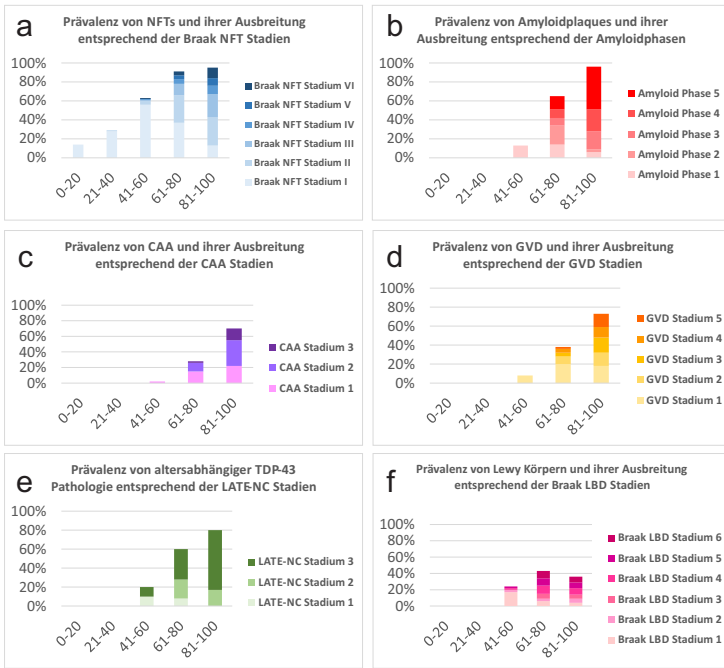 a
Prävalenz von NFTs und ihrer Ausbreitung
entsprechend der Braak NFT Stadien
100%
80%
60%
40%
20%
0%
0-20
21-40
41-60
61-80
81-100
Braak NFT Stadium VI
Braak NFT Stadium V
Braak NFT Stadium IV
Braak NFT Stadium III
Braak NFT Stadium II
Braak NFT Stadium I
b
Prävalenz von Amyloidplaques und ihrer
Ausbreitung entsprechend der Amyloidphasen
100%
80%
60%
40%
20%
0%
0-20
21-40
41-60
61-80
81-100
Amyloid Phase 5
Amyloid Phase 4
Amyloid Phase 3
Amyloid Phase 2
Amyloid Phase 1
c
Prävalenz von CAA und ihrer Ausbreitung
entsprechend der CAA Stadien
100%
80%
60%
40%
20%
0%
0-20
21-40
41-60
61-80
81-100
CAA Stadium 3
CAA Stadium 2
CAA Stadium 1
d
Prävalenz von GVD und ihrer Ausbreitung
entsprechend der GVD Stadien
100%
80%
60%
40%
20%
0%
0-20
21-40
41-60
61-80
81-100
GVD Stadium 5
GVD Stadium 4
GVD Stadium 3
GVD Stadium 2
GVD Stadium 1
e
Prävalenz von altersabhängiger TDP-43
Pathologie entsprechend der LATE-NC Stadien
100%
80%
60%
40%
20%
0%
0-20
21-40
41-60
61-80
81-100
LATE-NC Stadium 3
LATE-NC Stadium 2
LATE-NC Stadium 1
f
Prävalenz von Lewy Körpern und ihrer Ausbreitung
entsprechend der Braak LBD Stadien
100%
80%
60%
40%
20%
0%
0-20
21-40
41-60
61-80
81-100
Braak LBD Stadium 6
Braak LBD Stadium 5
Braak LBD Stadium 4
Braak LBD Stadium 3
Braak LBD Stadium 2
Braak LBD Stadium 1